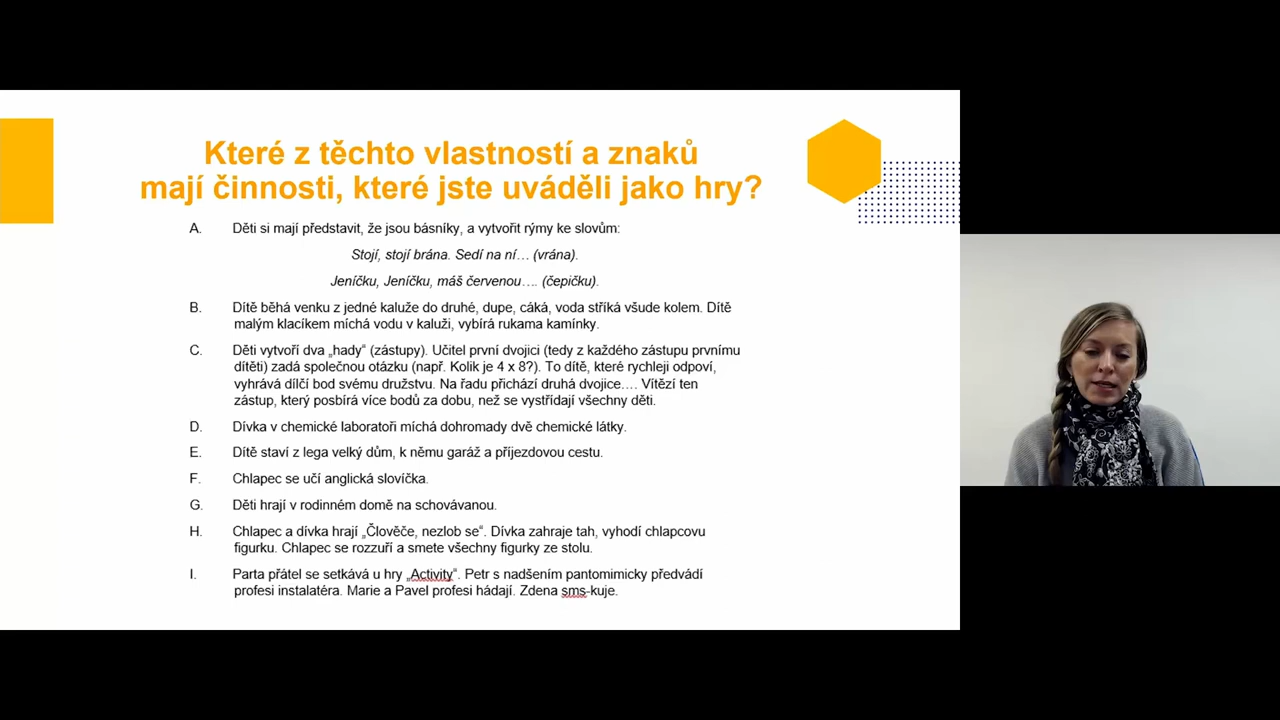 Které z těchto vlastností a znaků
mají činnosti, které jste uváděli jako hry?
A. Děti si mají představit, že jsou básníky, a vytvořit rýmy ke slovům:
Stojí, stojí brána. Sedí na ní… (vrána).
Jeníčku, Jeníčku, máš červenou…. (čepičku).
B. Dítě běhá venku z jedné kaluže do druhé, dupe, cáká, voda stříká všude kolem. Dítě
malým klacíkem míchá vodu v kaluži, vybírá rukama kamínky.
C. Děti vytvoří dva „hady“ (zástupy). Učitel první dvojici (tedy z každého zástupu prvnímu
dítěti) zadá společnou otázku (např. Kolik je 4 x 8?). To dítě, které rychleji odpoví,
vyhrává dílčí bod svému družstvu. Na řadu přichází druhá dvojice…. Vítězí ten
zástup, který posbírá více bodů za dobu, než se vystřídají všechny děti.
D. Dívka v chemické laboratoři míchá dohromady dvě chemické látky.
E. Dítě staví z lega velký dům, k němu garáž a příjezdovou cestu.
F. Chlapec se učí anglická slovíčka.
G. Děti hrají v rodinném domě na schovávanou.
H. Chlapec a dívka hrají „Člověče, nezlob se“. Dívka zahraje tah, vyhodí chlapcovu
figurku. Chlapec se rozzuří a smete všechny figurky ze stolu.
I. Parta přátel se setkává u hry „Activity“. Petr s nadšením pantomimicky předvádí
profesi instalatéra. Marie a Pavel profesi hádají. Zdena sms-kuje.